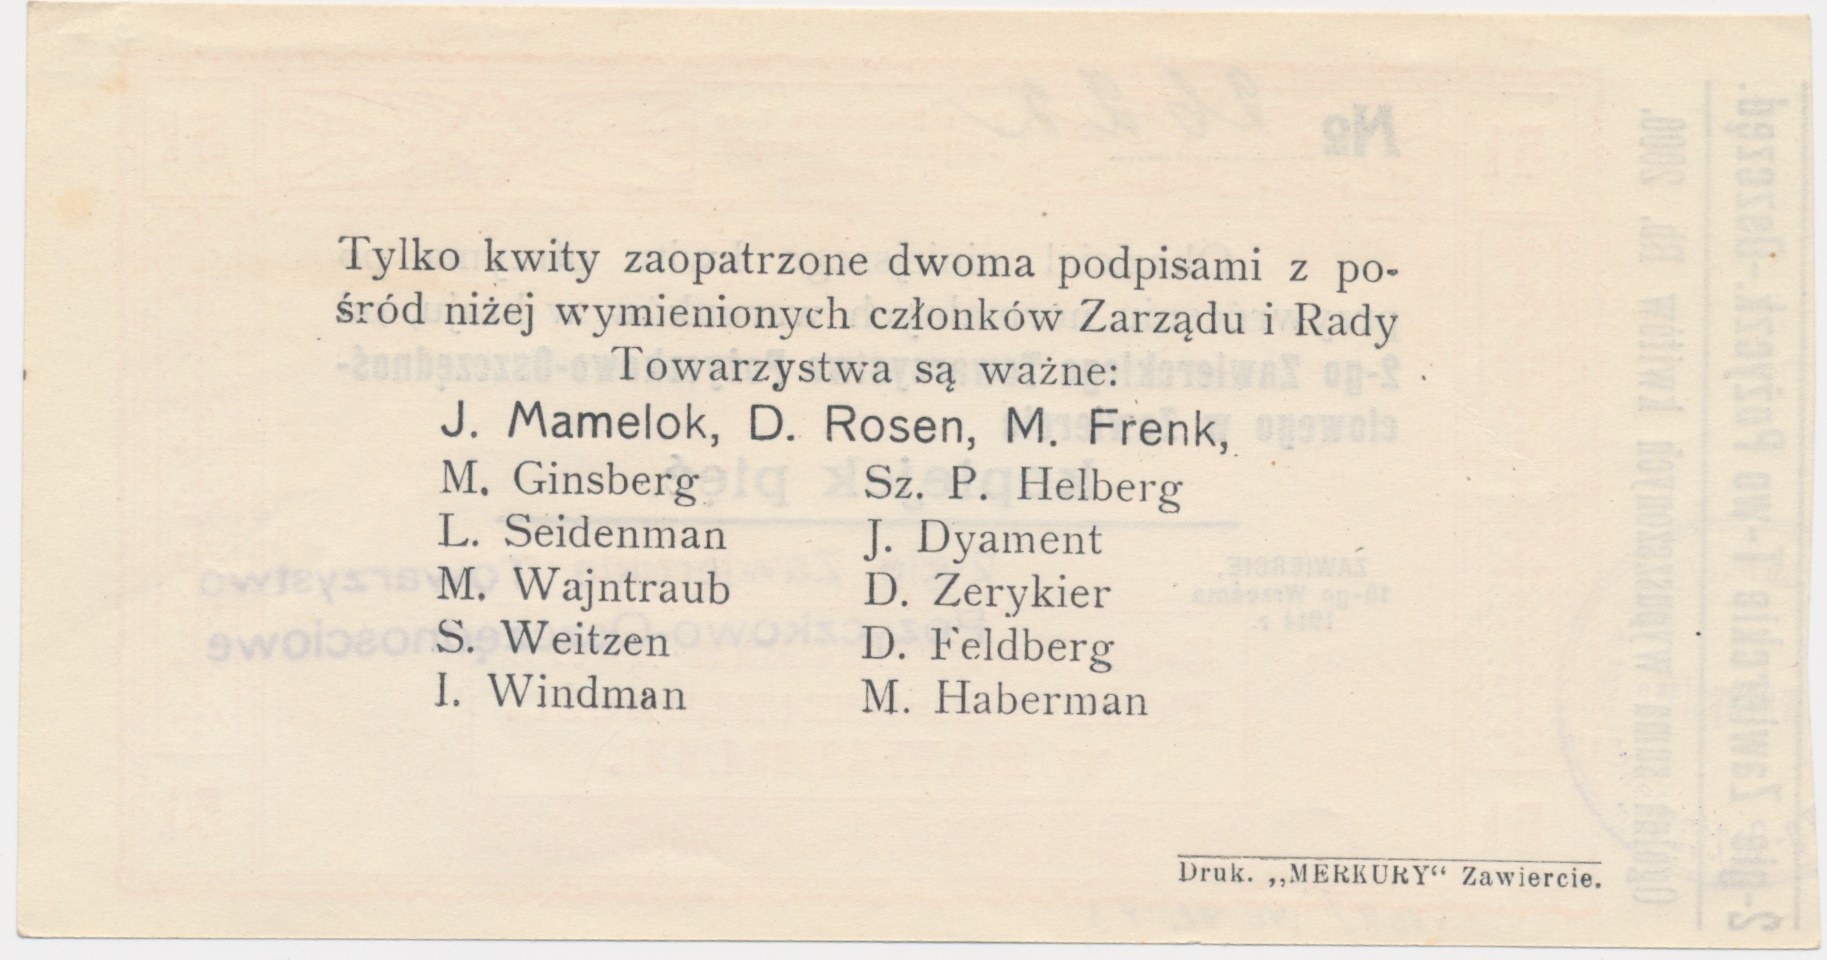 Tylko kwity zaopatrzone dwoma podpisami z po-
śród niżej wymienionych członków Zarządu i Rady
Towarzystwa są ważne:
J. Mamelok, D. Rosen, M. Frenk,
M. Ginsberg Sz. P. Helberg
L. Seidenman J. Dyament
M. Wajntraub D. Zerykier
S. Weitzen D. Feldberg
I. Windman M. Haberman
Druk. „MERKURY“ Zawiercie.